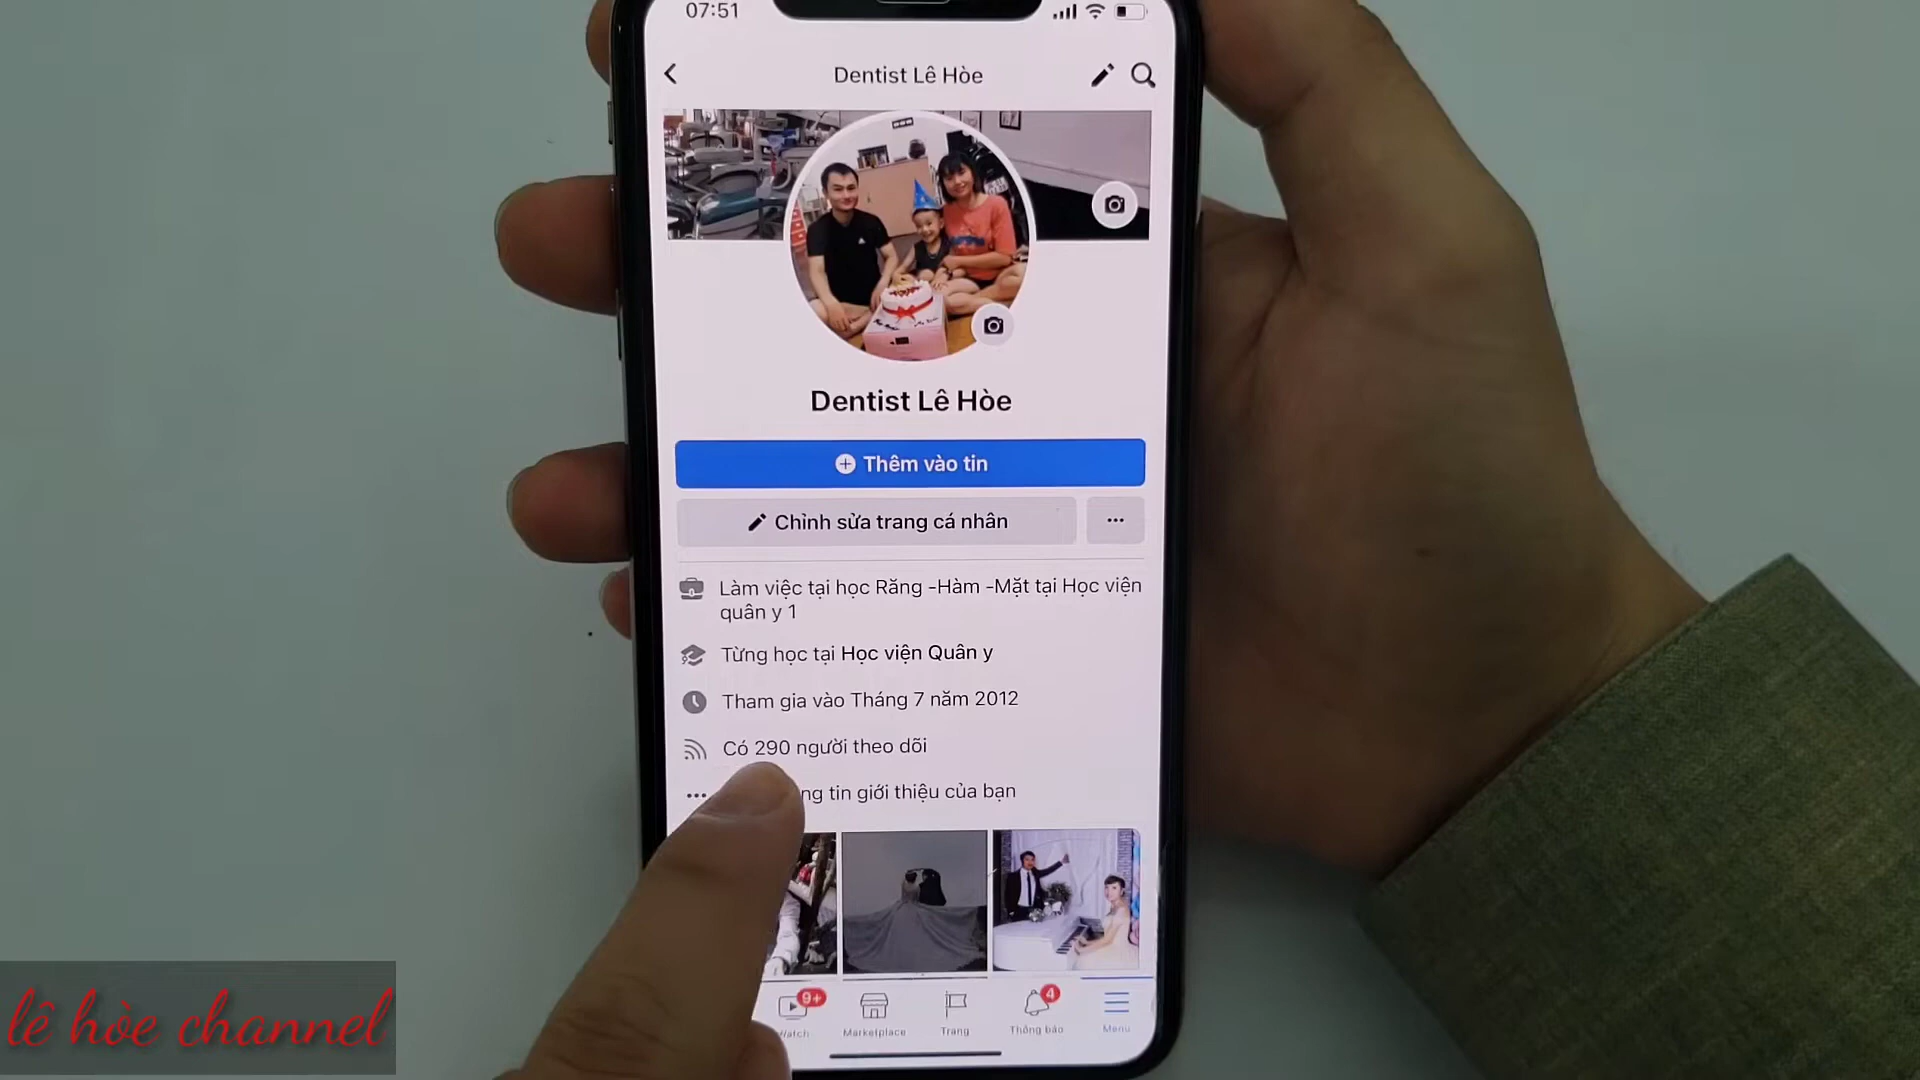 07:51
Dentist Lê Hòe
Dentist Lê Hòe
Thêm vào tin
Chỉnh sửa trang cá nhân
Làm việc tại học Răng -Hàm -Mặt tại Học viện
quân y 1
Từng học tại Học viện Quân y
Tham gia vào Tháng 7 năm 2012
Có 290 người theo dõi
tin giới thiệu của bạn
9+
4
Marketplace
Trang
Thông báo
Menu
lê hòe channel